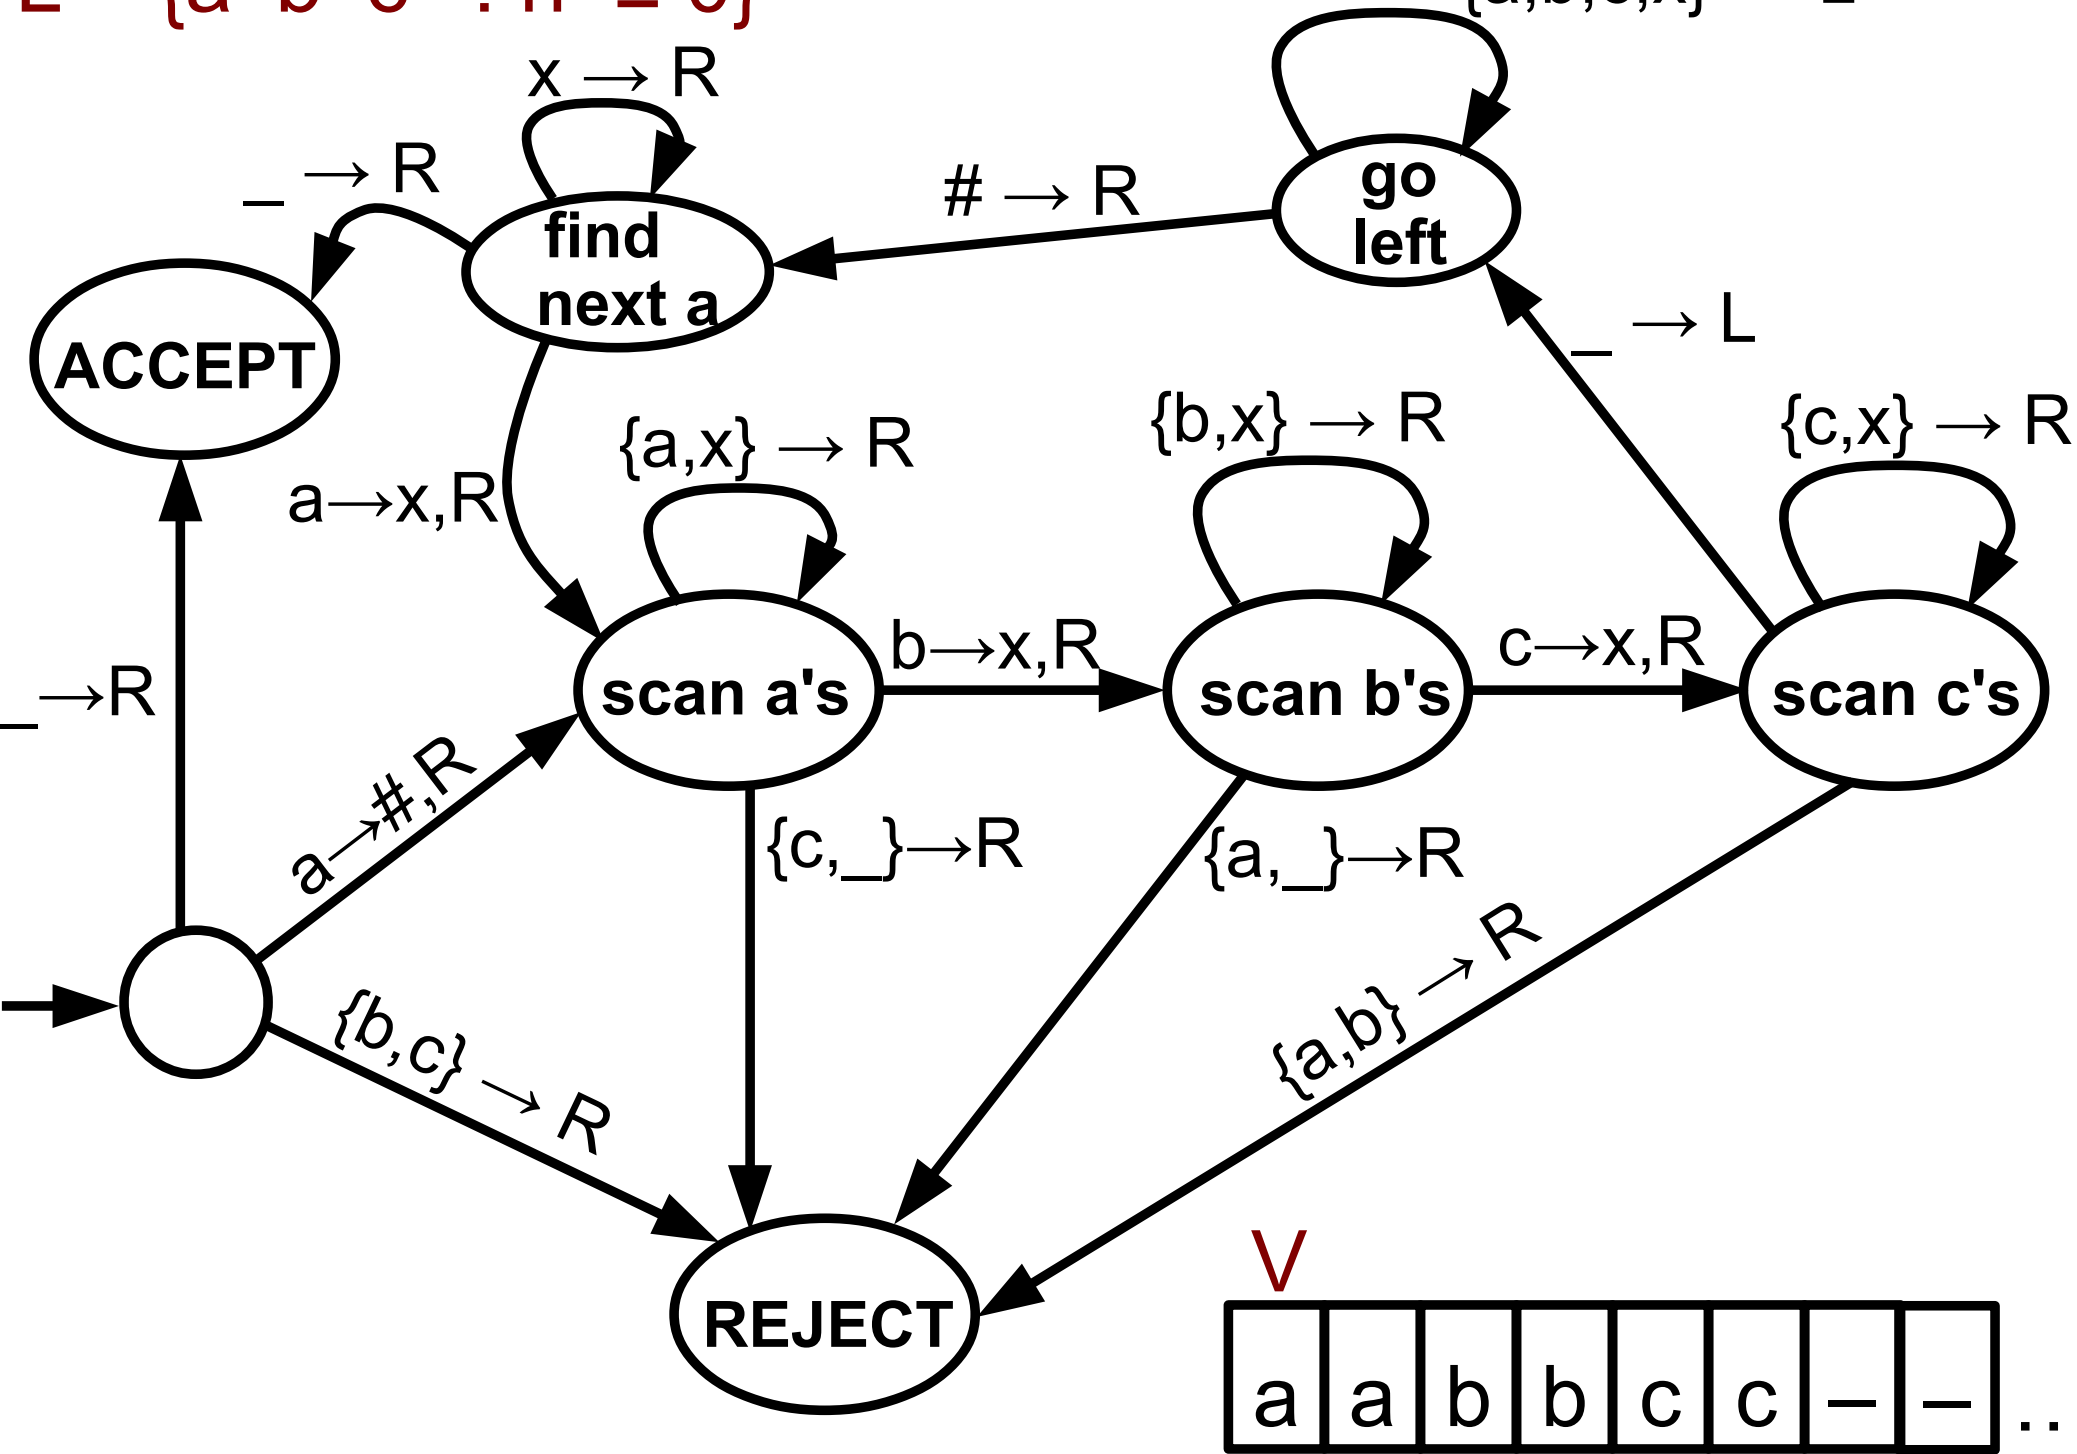 x → R
_ → R
# → R
find
next a
go
left
ACCEPT
_ → L
{a,x} → R
{b,x} → R
{c,x} → R
a→x,R
b→x,R
c→x,R
scan a's
scan b's
scan c's
_→R
a→#,R
{c,_}→R
{a,_}→R
{a,b} → R
{b,c} → R
REJECT
V
a a b b c c _ _ ..